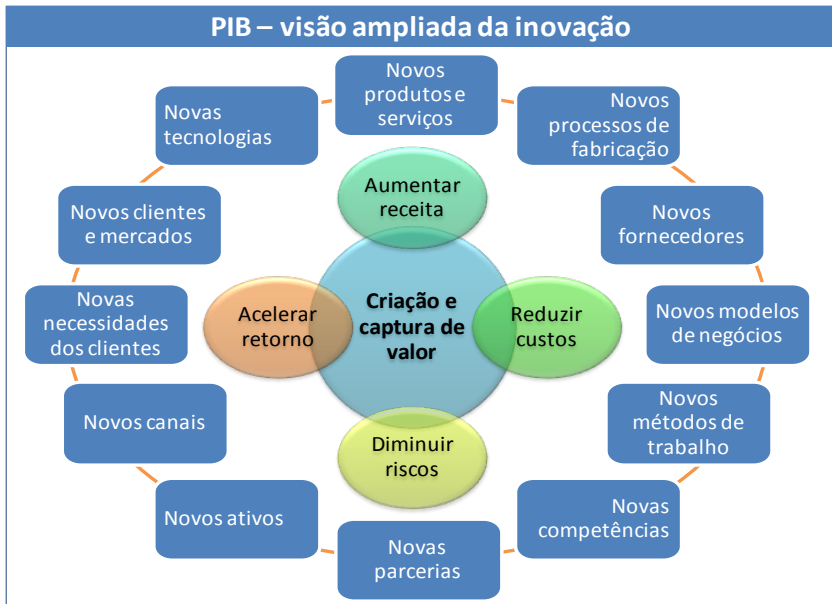 PIB – visão ampliada da inovação
Novos
produtos e
serviços
Novos
processos de
fabricação
Novos
fornecedores
Novos modelos
de negócios
Novos
métodos de
trabalho
Novas
competências
Novas
parcerias
Novos ativos
Novos canais
Novas
necessidades
dos clientes
Novos clientes
e mercados
Novas
tecnologias
Aumentar
receita
Reduzir
custos
Diminuir
riscos
Acelerar
retorno
Criação e
captura de
valor